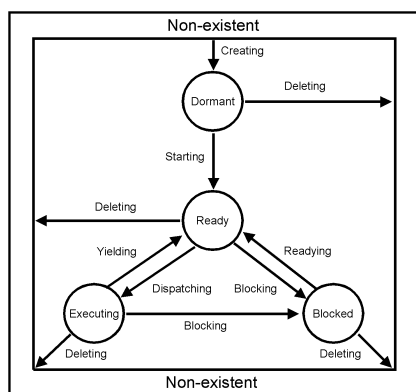 Non-existent
Creating
Dormant
Deleting
Starting
Deleting
Ready
Yielding
Readying
Dispatching
Blocking
Executing
Blocked
Blocking
Deleting
Deleting
Non-existent